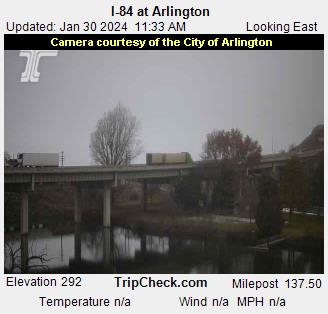 I-84 at Arlington
Updated: Jan 30 2024 11:33 AM Looking East
Camera courtesy of the City of Arlington
Elevation 292 TripCheck.com Milepost 137.50
Temperature n/a Wind n/a MPH n/a